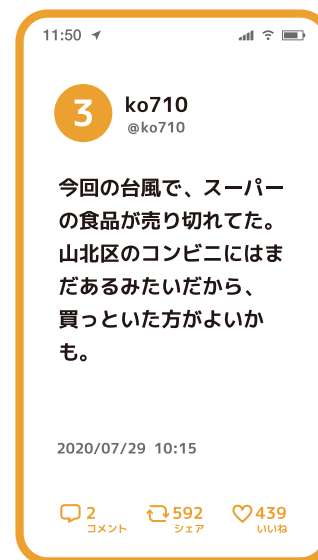 11:50
3
ko710
@ko710
今回の台風で、スーパー
の食品が売り切れてた。
山北区のコンビニにはま
だあるみたいだから、
買っといた方がよいか
も。
2020/07/29 10:15
2 592 439
コメント シェア いいね